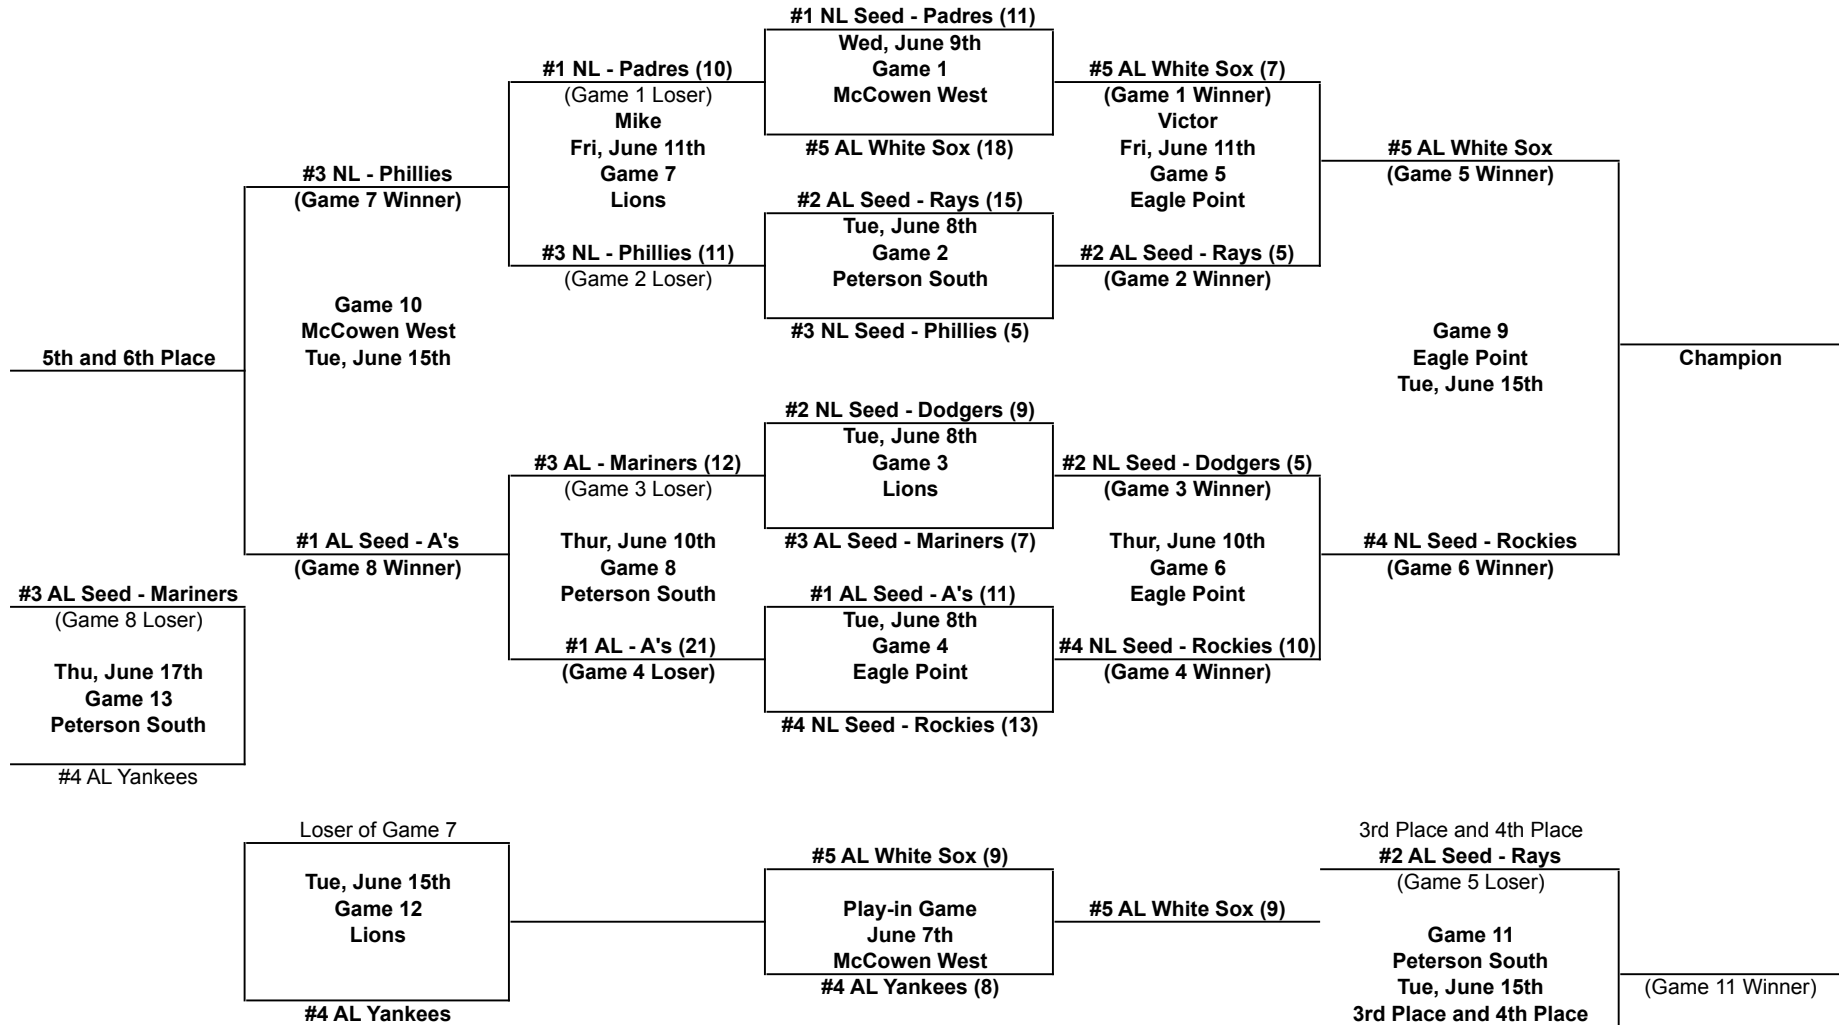 #1 NL Seed - Padres (11)
Wed, June 9th
Game 1
McCowen West
#5 AL White Sox (18)
#1 NL - Padres (10)
(Game 1 Loser)
Mike
Fri, June 11th
Game 7
Lions
#3 NL - Phillies (11)
(Game 2 Loser)
#5 AL White Sox (7)
(Game 1 Winner)
Victor
Fri, June 11th
Game 5
Eagle Point
#2 AL Seed - Rays (5)
(Game 2 Winner)
#2 AL Seed - Rays (15)
Tue, June 8th
Game 2
Peterson South
#3 NL Seed - Phillies (5)
#3 NL - Phillies
(Game 7 Winner)
Game 10
McCowen West
Tue, June 15th
5th and 6th Place
#1 AL Seed - A's
(Game 8 Winner)
#5 AL White Sox
(Game 5 Winner)
Game 9
Eagle Point
Tue, June 15th
Champion
#4 NL Seed - Rockies
(Game 6 Winner)
#2 NL Seed - Dodgers (9)
Tue, June 8th
Game 3
Lions
#3 AL Seed - Mariners (7)
#3 AL - Mariners (12)
(Game 3 Loser)
Thur, June 10th
Game 8
Peterson South
#1 AL - A's (21)
(Game 4 Loser)
#2 NL Seed - Dodgers (5)
(Game 3 Winner)
Thur, June 10th
Game 6
Eagle Point
#4 NL Seed - Rockies (10)
(Game 4 Winner)
#1 AL Seed - A's (11)
Tue, June 8th
Game 4
Eagle Point
#4 NL Seed - Rockies (13)
#3 AL Seed - Mariners
(Game 8 Loser)
Thu, June 17th
Game 13
Peterson South
#4 AL Yankees
Loser of Game 7
Tue, June 15th
Game 12
Lions
#4 AL Yankees
#5 AL White Sox (9)
Play-in Game
June 7th
McCowen West
#4 AL Yankees (8)
#5 AL White Sox (9)
3rd Place and 4th Place
#2 AL Seed - Rays
(Game 5 Loser)
Game 11
Peterson South
Tue, June 15th
3rd Place and 4th Place
(Game 11 Winner)